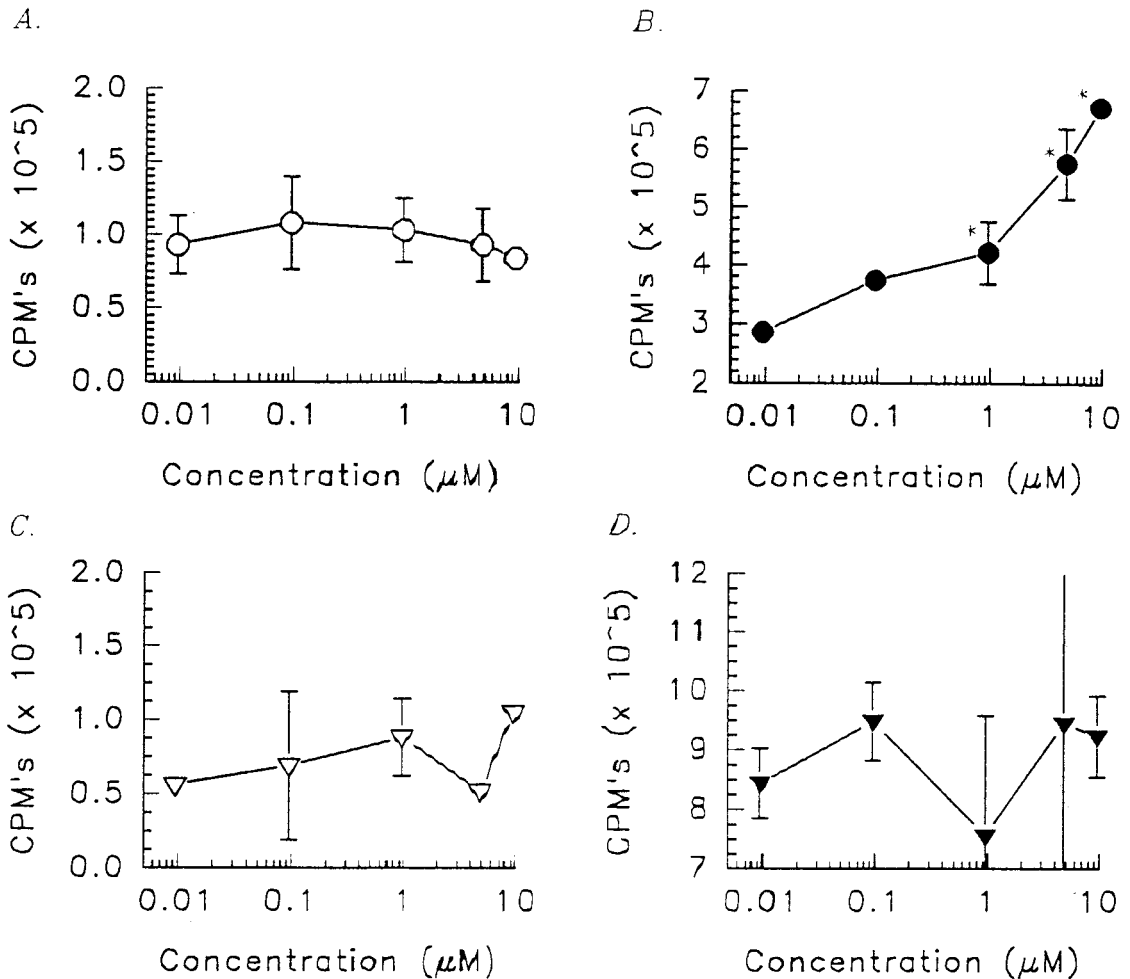 A.
CPM's (x 10^5)
2.0
1.5
1.0
0.5
0.0
0.01 0.1 1 10
Concentration (μM)
B.
CPM's (x 10^5)
7
6
5
4
3
2
* * *
0.01 0.1 1 10
Concentration (μM)
C.
CPM's (x 10^5)
2.0
1.5
1.0
0.5
0.0
0.01 0.1 1 10
Concentration (μM)
D.
CPM's (x 10^5)
12
11
10
9
8
7
0.01 0.1 1 10
Concentration (μM)